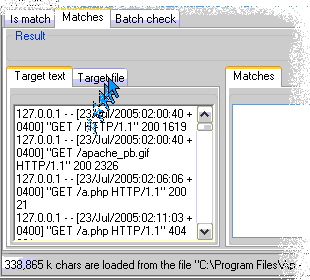 Is match Matches Batch check
Result
Target text Target file Matches
127.0.0.1 -- [23/Jul/2005:02:00:40 +
0400] "GET / HTTP/1.1" 200 1619
127.0.0.1 -- [23/Jul/2005:02:00:40 +
0400] "GET /apache_pb.gif
HTTP/1.1" 200 2326
127.0.0.1 -- [23/Jul/2005:02:06:06 +
0400] "GET /a.php HTTP/1.1" 200
21
127.0.0.1 -- [23/Jul/2005:02:11:03 +
0400] "GET /a.php HTTP/1.1" 404
338,865 k chars are loaded from the file "C:\Program Files\